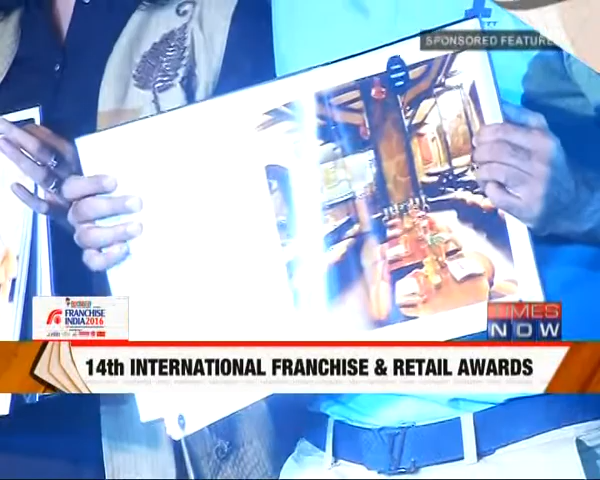 SPONSORED FEATURE
FRANCHISE
INDIA 2016
TIMES
NOW
14th INTERNATIONAL FRANCHISE & RETAIL AWARDS